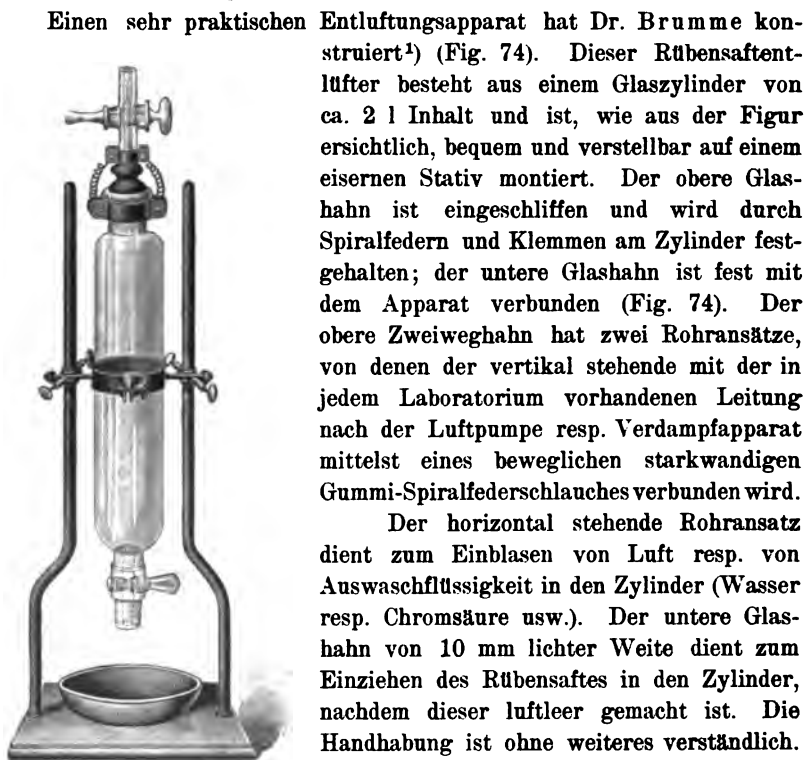 Einen sehr praktischen Entluftungsapparat hat Dr. Brumme kon-
struiert¹) (Fig. 74). Dieser Rübensaftent-
lüfter besteht aus einem Glaszylinder von
ca. 2 l Inhalt und ist, wie aus der Figur
ersichtlich, bequem und verstellbar auf einem
eisernen Stativ montiert. Der obere Glas-
hahn ist eingeschliffen und wird durch
Spiralfedern und Klemmen am Zylinder fest-
gehalten; der untere Glashahn ist fest mit
dem Apparat verbunden (Fig. 74). Der
obere Zweiweghahn hat zwei Rohransätze,
von denen der vertikal stehende mit der in
jedem Laboratorium vorhandenen Leitung
nach der Luftpumpe resp. Verdampfapparat
mittelst eines beweglichen starkwandigen
Gummi-Spiralfederschlauches verbunden wird.
Der horizontal stehende Rohransatz
dient zum Einblasen von Luft resp. von
Auswaschflüssigkeit in den Zylinder (Wasser
resp. Chromsäure usw.). Der untere Glas-
hahn von 10 mm lichter Weite dient zum
Einziehen des Rübensaftes in den Zylinder,
nachdem dieser luftleer gemacht ist. Die
Handhabung ist ohne weiteres verständlich.